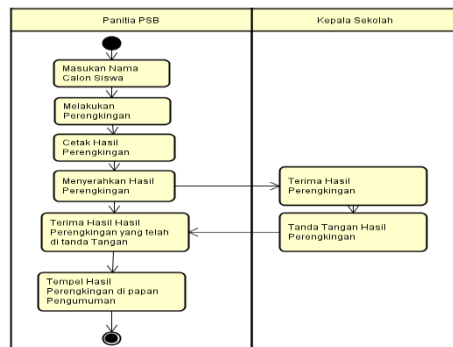 Panitia PSB
Kepala Sekolah
Masukan Nama
Calon Siswa
Melakukan
Perengkingan
Cetak Hasil
Perengkingan
Menyerahkan Hasil
Perengkingan
Terima Hasil
Perengkingan
Tanda Tangan Hasil
Perengkingan
Terima Hasil Hasil
Perengkingan yang telah
di tanda Tangan
Tempel Hasil
Perengkingan di papan
Pengumuman